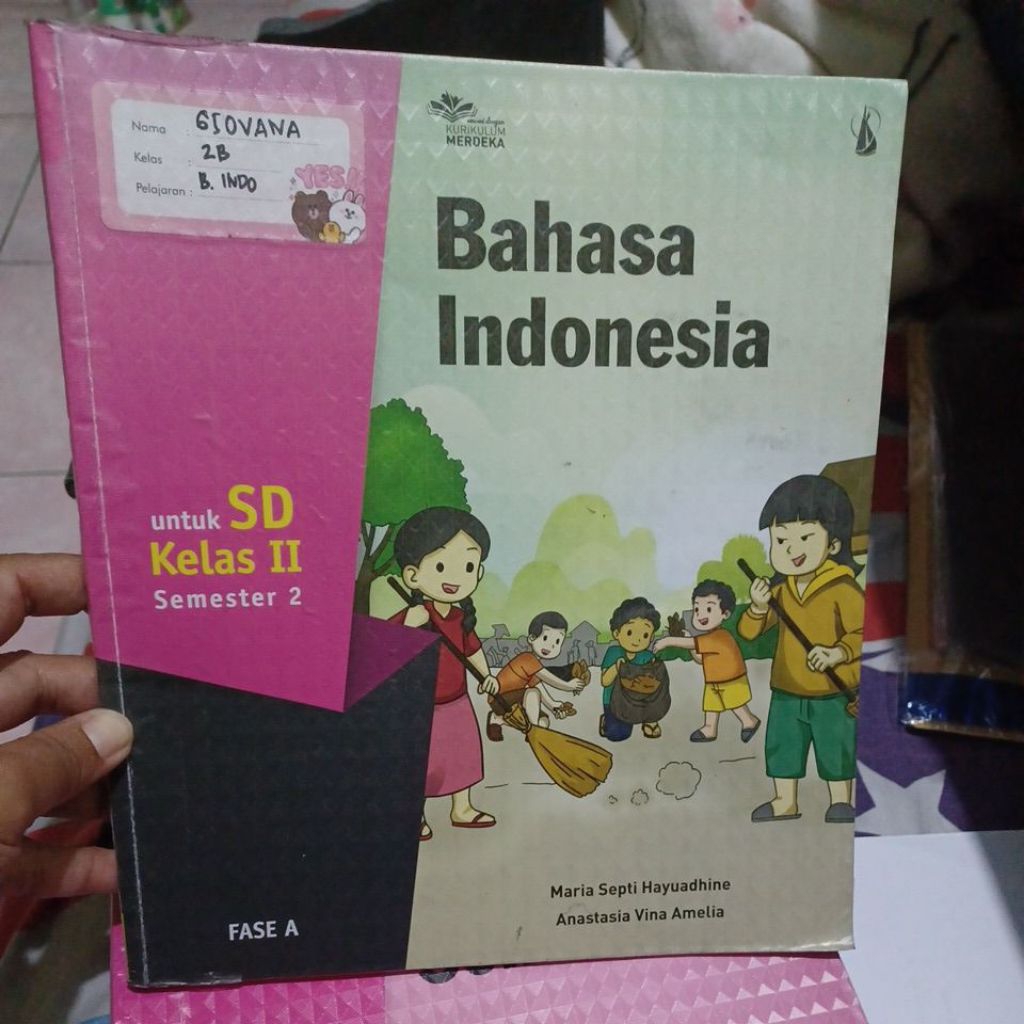 Nama : GIOVANA
Kelas : 2B
Pelajaran : B. INDO
YES!
KURIKULUM
MERDEKA
Bahasa
Indonesia
untuk SD
Kelas II
Semester 2
FASE A
Maria Septi Hayuadhine
Anastasia Vina Amelia